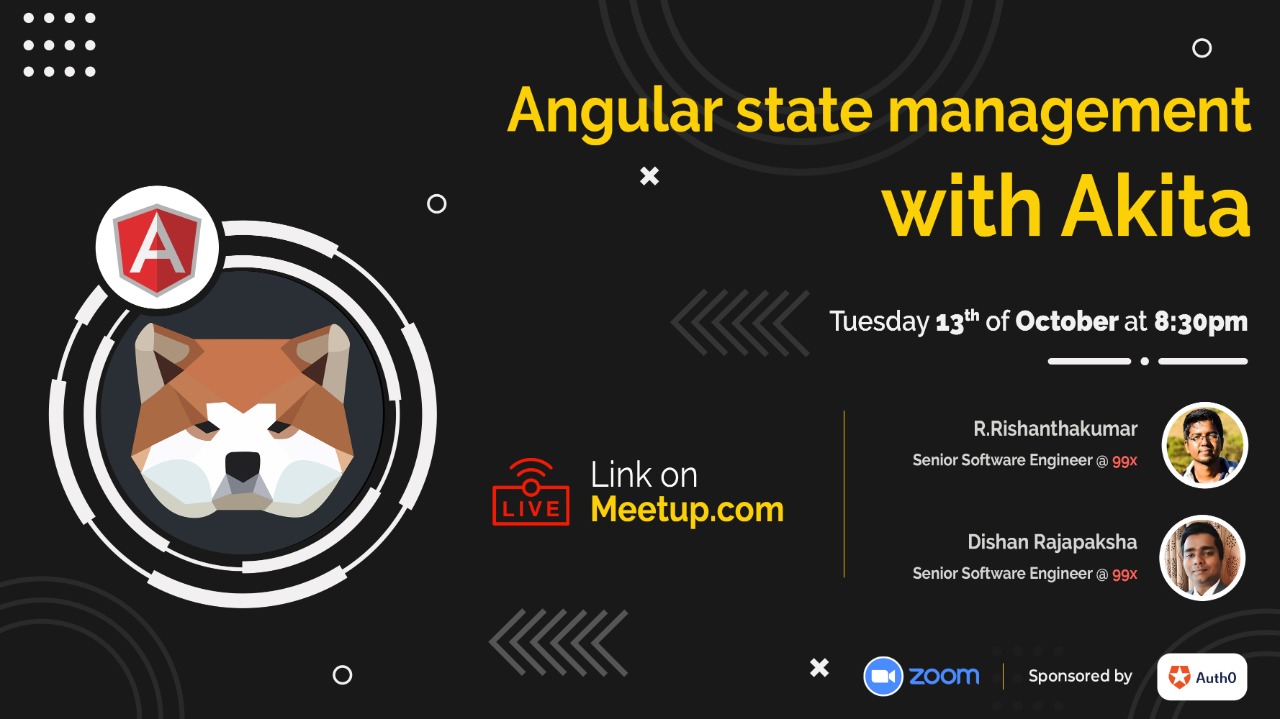 Angular state management
with Akita
Tuesday 13th of October at 8:30pm
R.Rishanthakumar
Senior Software Engineer @ 99x
LIVE
Link on
Meetup.com
Dishan Rajapaksha
Senior Software Engineer @ 99x
zoom
Sponsored by
Auth0